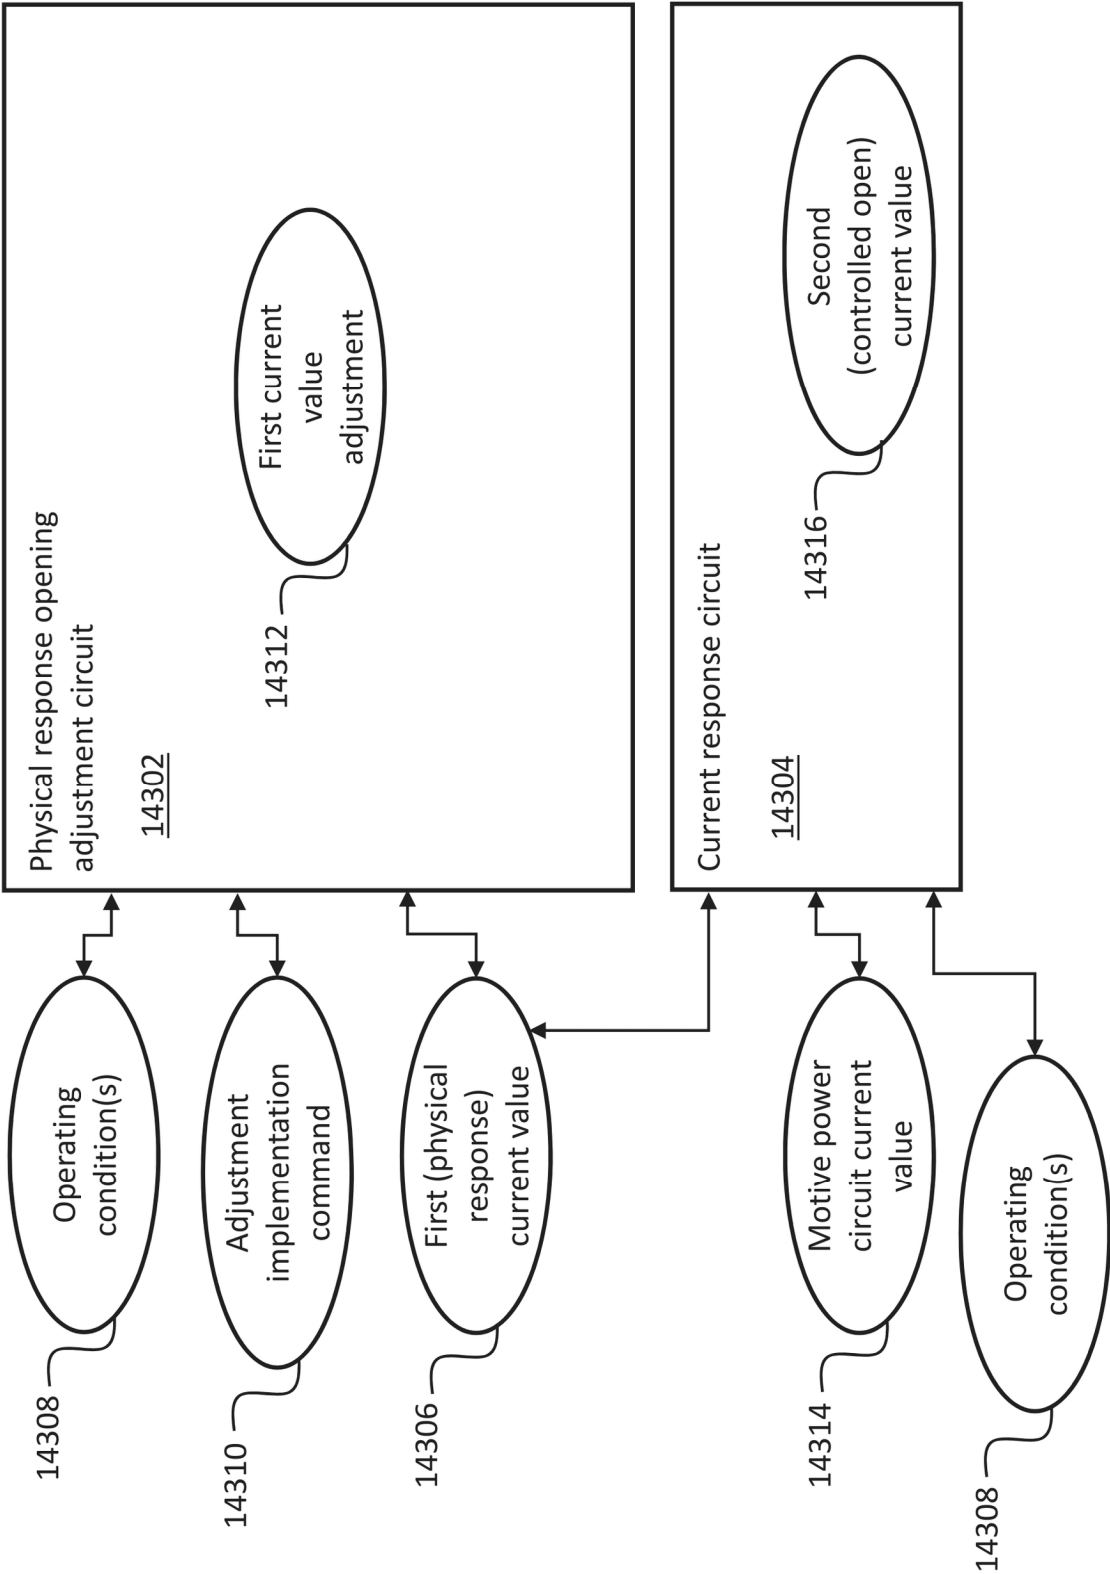 Operating
condition(s)
14308
Adjustment
implementation
command
14310
First (physical
response)
current value
14306
Physical response opening
adjustment circuit
14302
First current
value
adjustment
14312
Motive power
circuit current
value
14314
Operating
condition(s)
14308
Current response circuit
14304
Second
(controlled open)
current value
14316